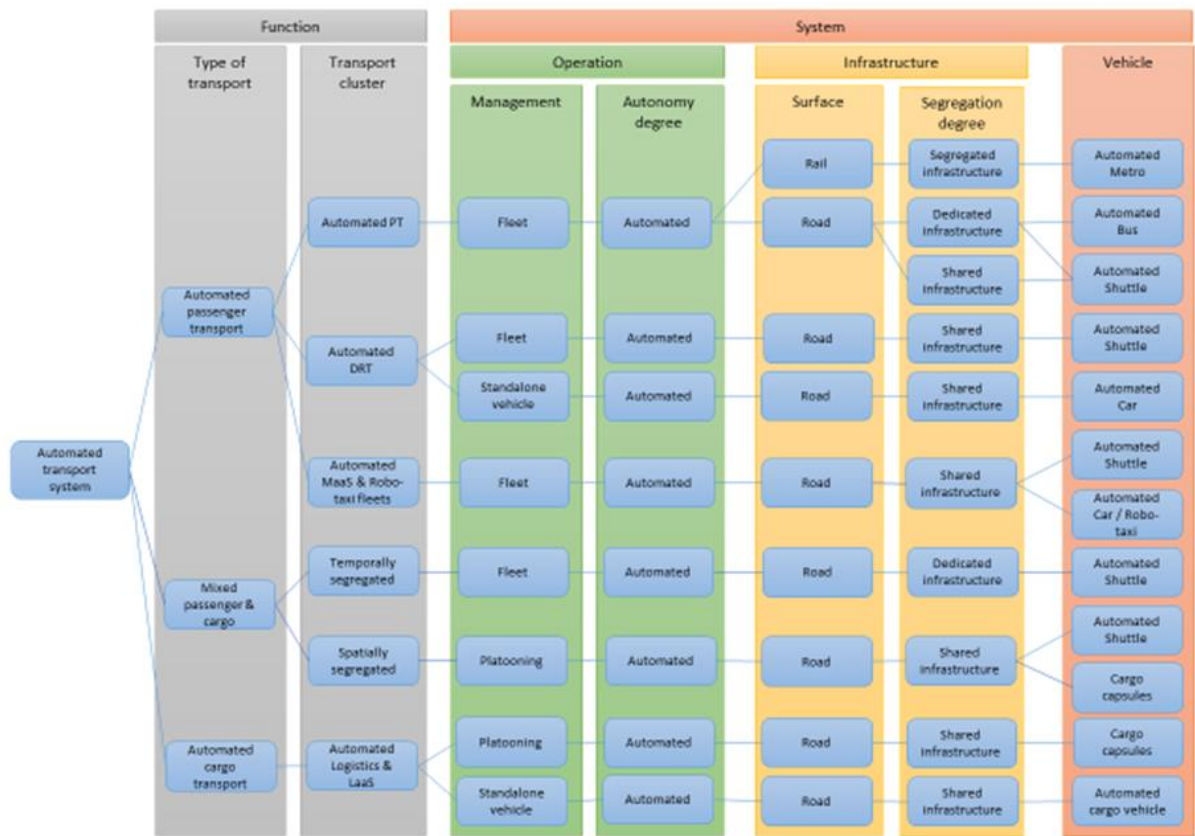 Function
System
Type of
transport
Transport
cluster
Operation
Infrastructure
Vehicle
Management
Autonomy
degree
Surface
Segregation
degree
Rail
Segregated
infrastructure
Automated
Metro
Automated PT
Fleet
Automated
Road
Dedicated
infrastructure
Automated
Bus
Shared
infrastructure
Automated
Shuttle
Automated
passenger
transport
Automated
DRT
Fleet
Automated
Road
Shared
infrastructure
Automated
Shuttle
Standalone
vehicle
Automated
Road
Shared
infrastructure
Automated
Car
Automated
transport
system
Automated
MaaS & Robo-
taxi fleets
Fleet
Automated
Road
Shared
infrastructure
Automated
Shuttle
Automated
Car / Robo-
taxi
Mixed
passenger &
cargo
Temporally
segregated
Fleet
Automated
Road
Dedicated
infrastructure
Automated
Shuttle
Spatially
segregated
Platooning
Automated
Road
Shared
infrastructure
Automated
Shuttle
Cargo
capsules
Automated
cargo
transport
Automated
Logistics &
LaaS
Platooning
Automated
Road
Shared
infrastructure
Cargo
capsules
Standalone
vehicle
Automated
Road
Shared
infrastructure
Automated
cargo vehicle